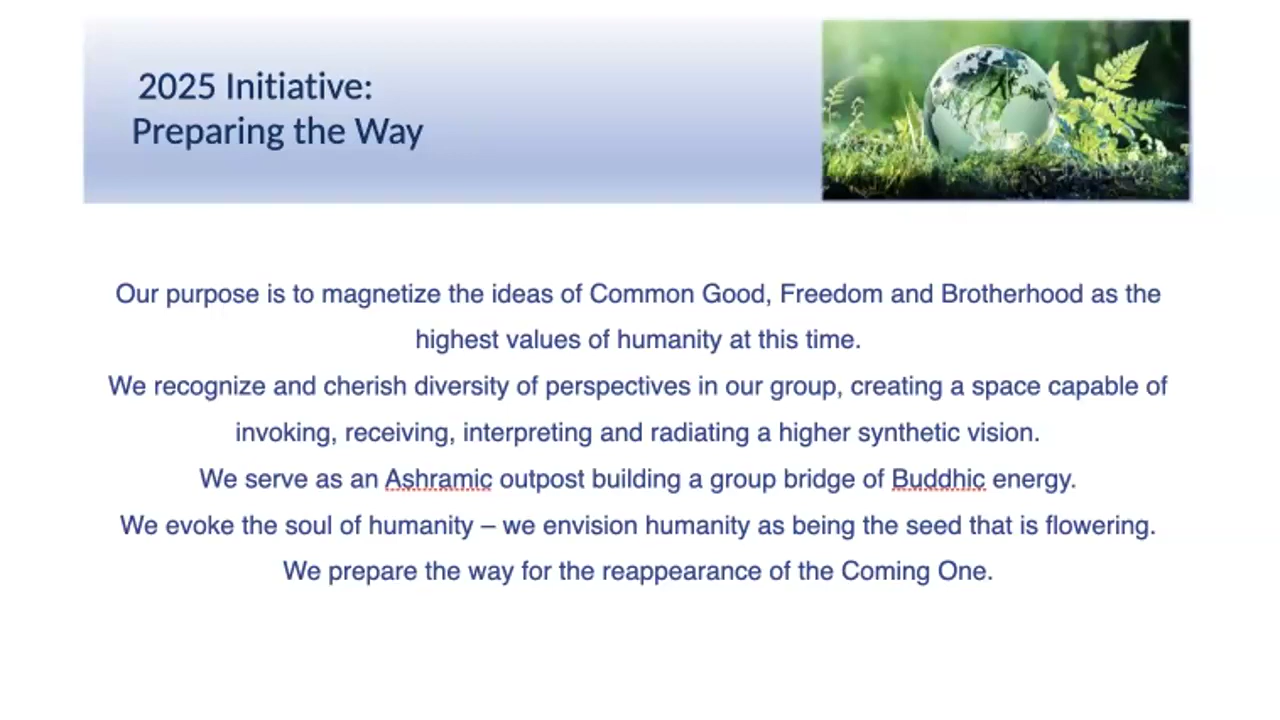 2025 Initiative:
Preparing the Way
Our purpose is to magnetize the ideas of Common Good, Freedom and Brotherhood as the
highest values of humanity at this time.
We recognize and cherish diversity of perspectives in our group, creating a space capable of
invoking, receiving, interpreting and radiating a higher synthetic vision.
We serve as an Ashramic outpost building a group bridge of Buddhic energy.
We evoke the soul of humanity – we envision humanity as being the seed that is flowering.
We prepare the way for the reappearance of the Coming One.